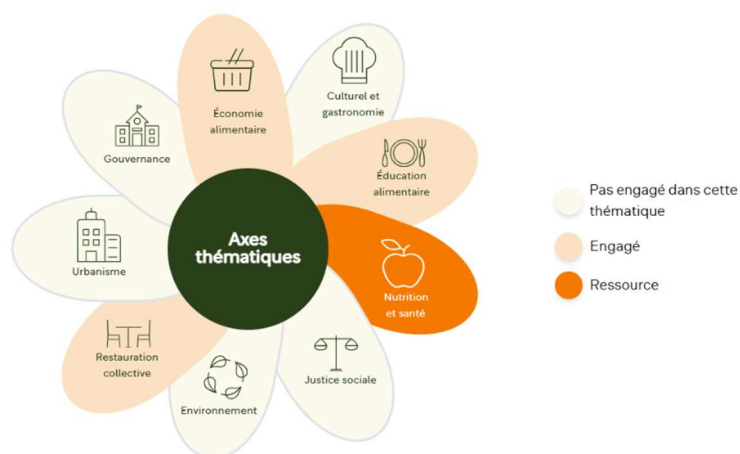 Économie
alimentaire
Culturel et
gastronomie
Éducation
alimentaire
Nutrition
et santé
Justice sociale
Environnement
Restauration
collective
Urbanisme
Gouvernance
Axes
thématiques
Pas engagé dans cette
thématique
Engagé
Ressource